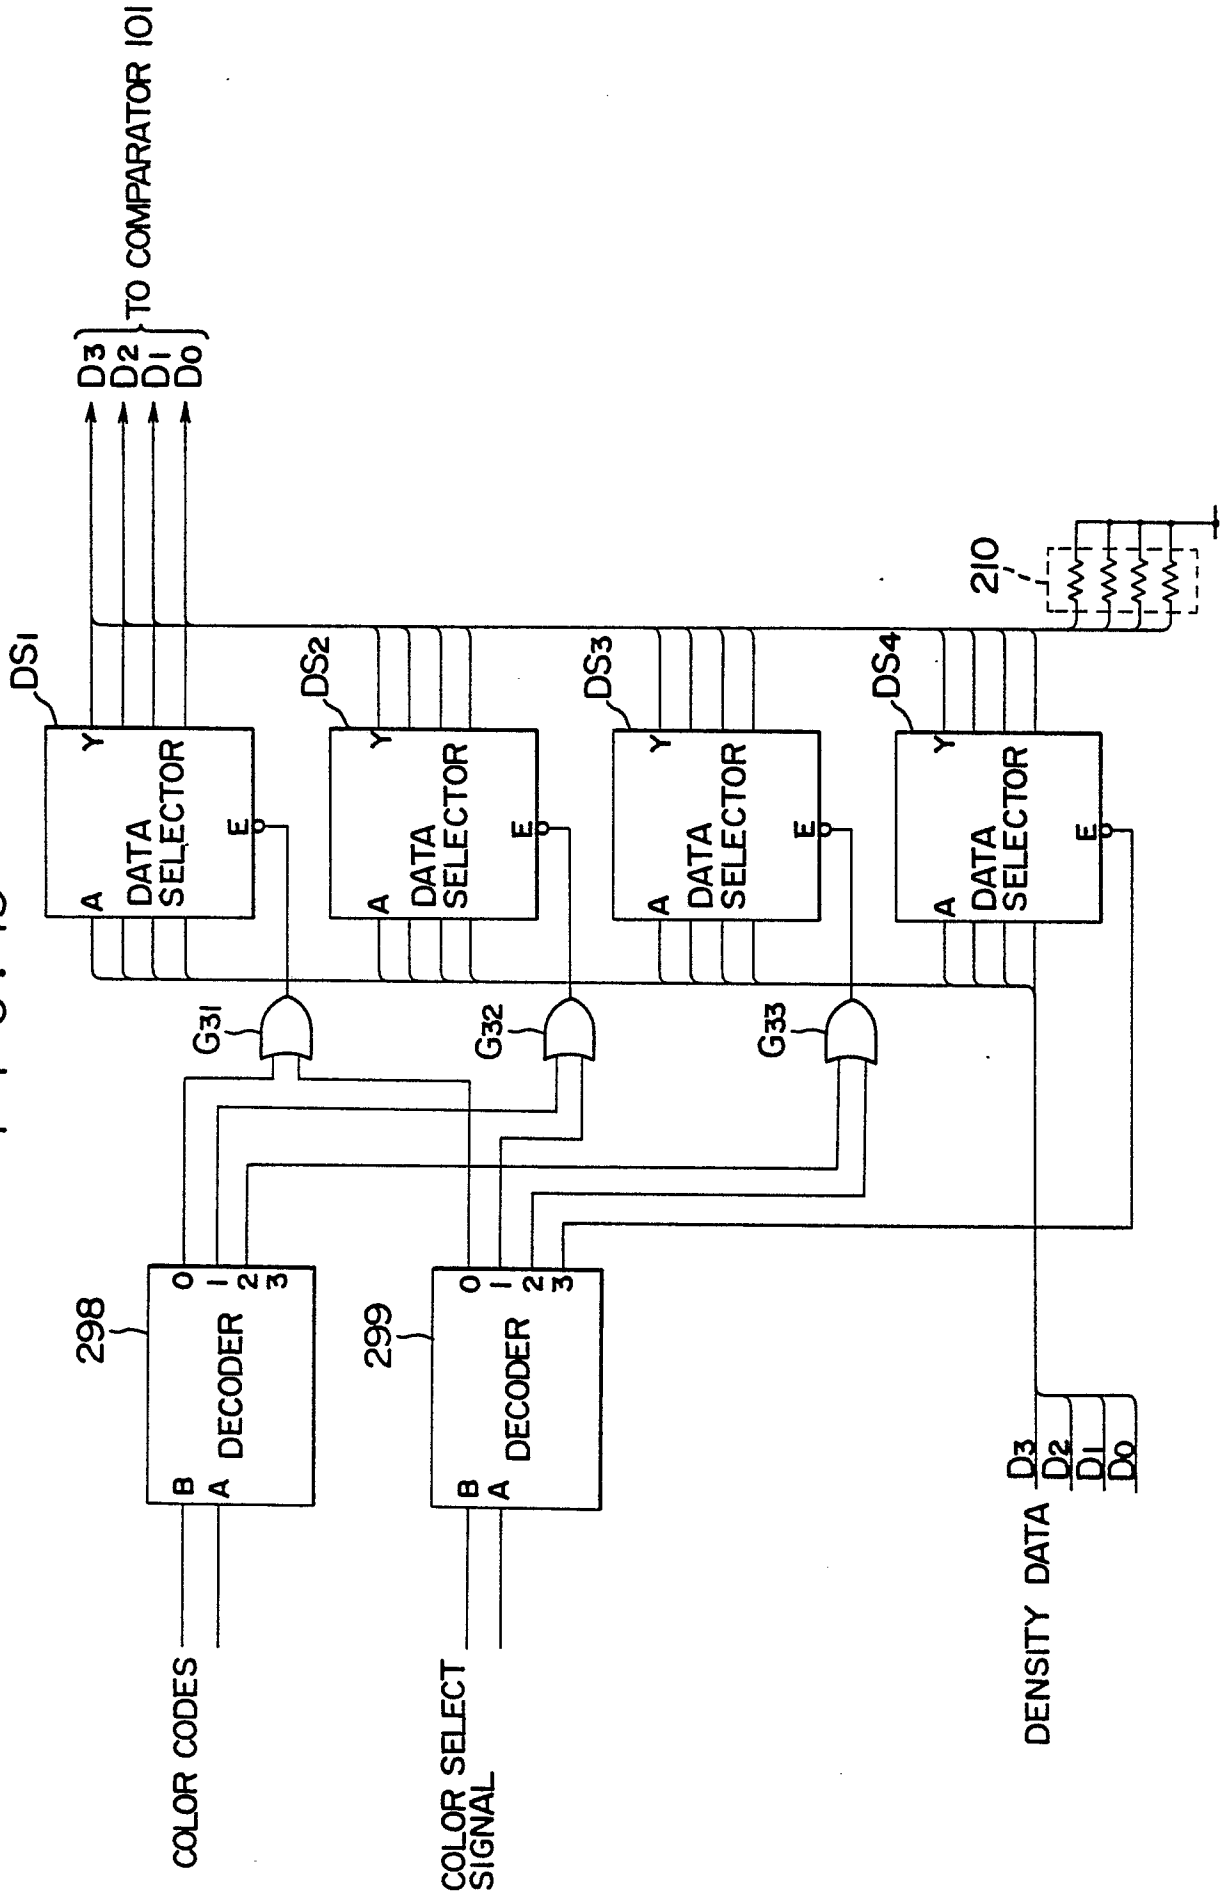 TO COMPARATOR 101
D3
D2
D1
D0
DS1
Y
A
DATA
SELECTOR
E
DS2
Y
A
DATA
SELECTOR
E
DS3
Y
A
DATA
SELECTOR
E
DS4
Y
A
DATA
SELECTOR
E
210
G31
G32
G33
298
0
1
2
3
DECODER
B
A
299
0
1
2
3
DECODER
B
A
COLOR CODES
COLOR SELECT
SIGNAL
DENSITY DATA
D3
D2
D1
D0